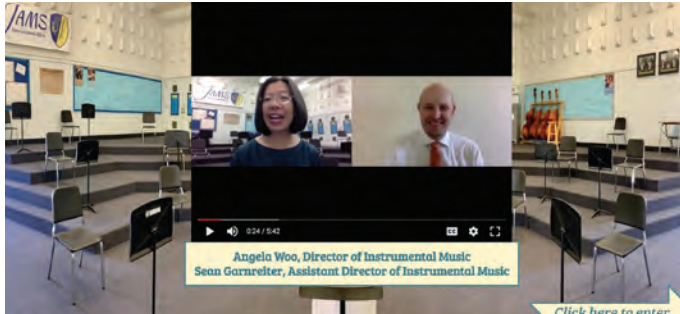 JAMS
0:24 / 5:42
CC
Angela Woo, Director of Instrumental Music
Sean Garnreiter, Assistant Director of Instrumental Music
Click here to enter